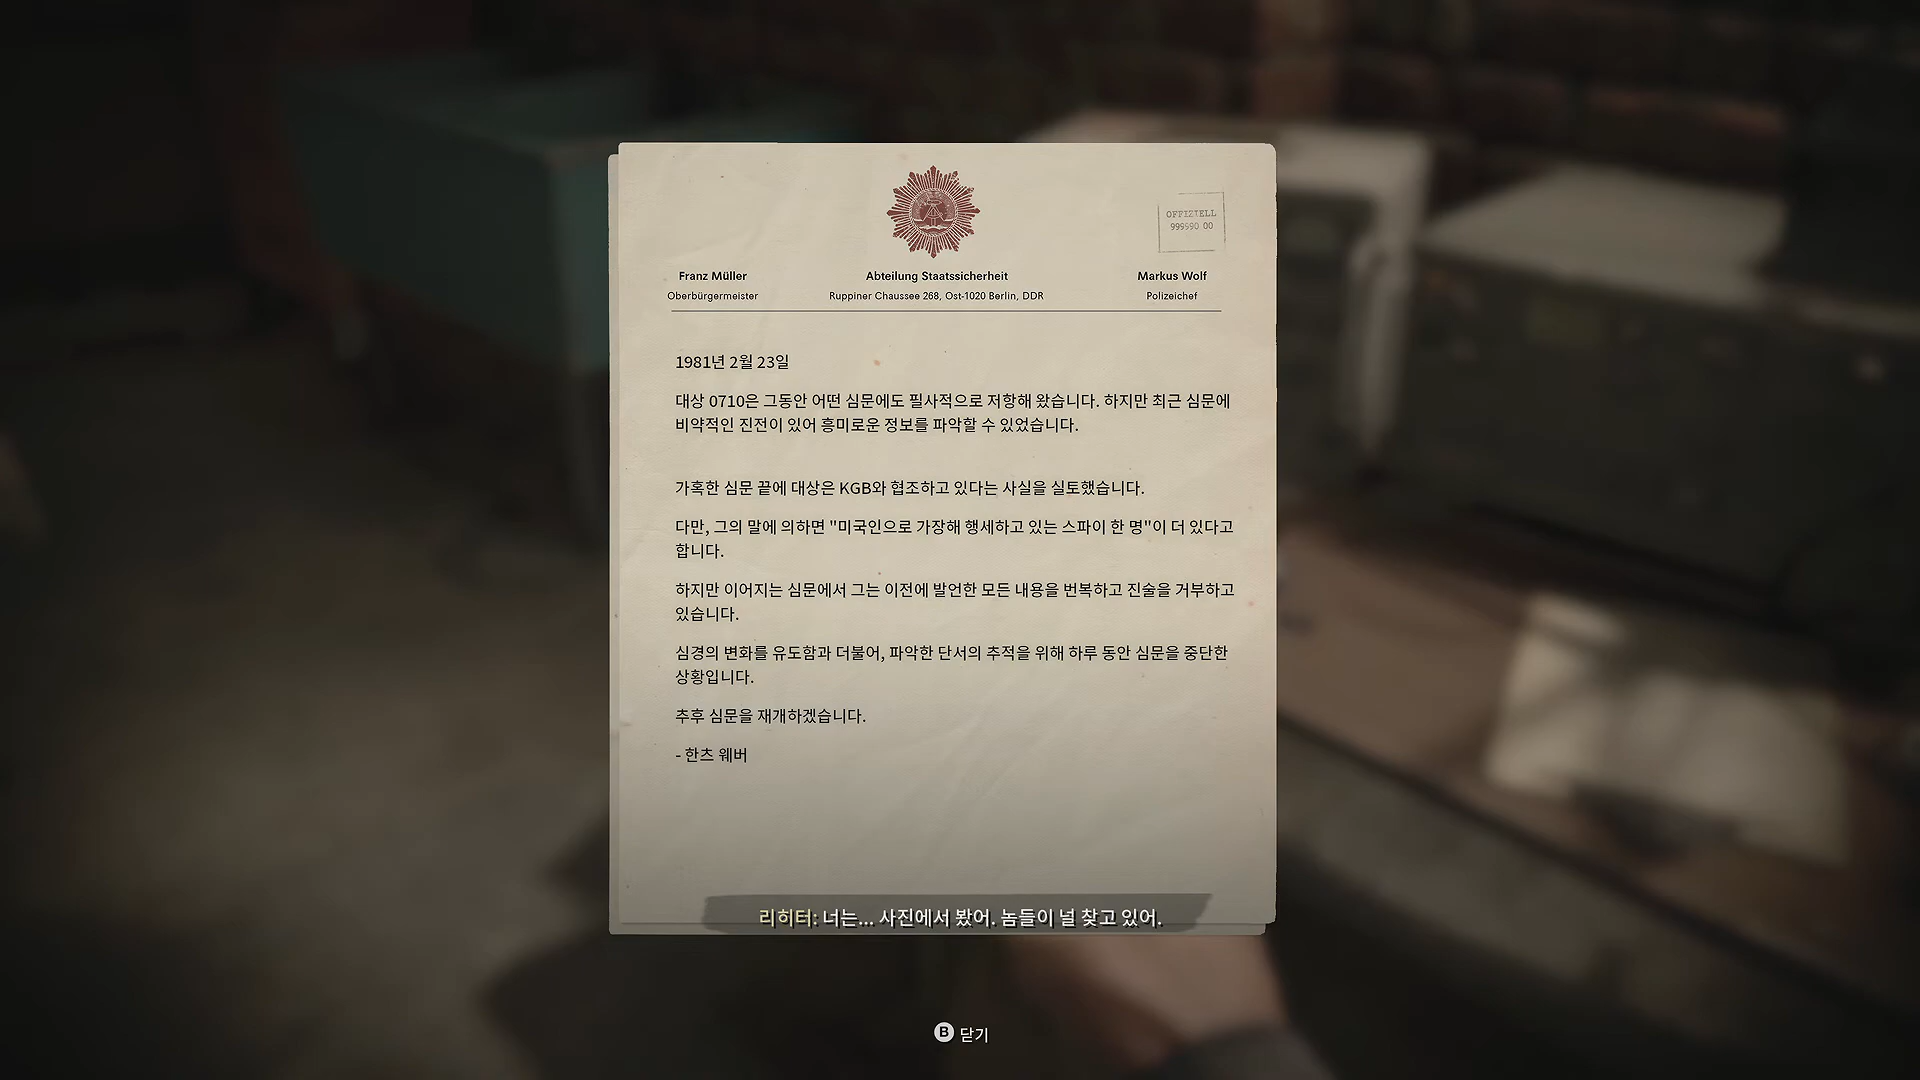 OFFIZIELL
999590 00
Franz Müller
Abteilung Staatssicherheit
Markus Wolf
Oberbürgermeister
Ruppiner Chaussee 268, Ost-1020 Berlin, DDR
Polizeichef
1981년 2월 23일
대상 0710은 그동안 어떤 심문에도 필사적으로 저항해 왔습니다. 하지만 최근 심문에
비약적인 진전이 있어 흥미로운 정보를 파악할 수 있었습니다.
가혹한 심문 끝에 대상은 KGB와 협조하고 있다는 사실을 실토했습니다.
다만, 그의 말에 의하면 "미국인으로 가장해 행세하고 있는 스파이 한 명"이 더 있다고
합니다.
하지만 이어지는 심문에서 그는 이전에 발언한 모든 내용을 번복하고 진술을 거부하고
있습니다.
심경의 변화를 유도함과 더불어, 파악한 단서의 추적을 위해 하루 동안 심문을 중단한
상황입니다.
추후 심문을 재개하겠습니다.
- 한츠 웨버
리히터: 너는... 사진에서 봤어. 놈들이 널 찾고 있어.
B 닫기